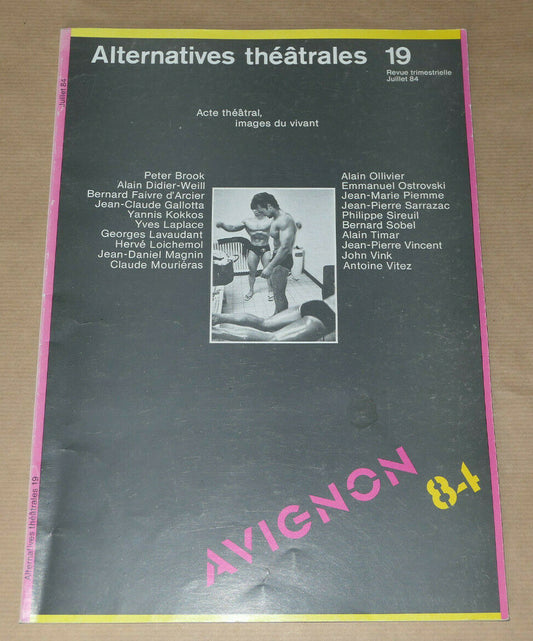 Alternatives théâtrales 19
Revue trimestrielle
Juillet 84
Juillet 84
Acte théâtral,
images du vivant
Peter Brook
Alain Didier-Weill
Bernard Faivre d'Arcier
Jean-Claude Gallotta
Yannis Kokkos
Yves Laplace
Georges Lavaudant
Hervé Loichemol
Jean-Daniel Magnin
Claude Mouriéras
Alain Ollivier
Emmanuel Ostrovski
Jean-Marie Piemme
Jean-Pierre Sarrazac
Philippe Sireuil
Bernard Sobel
Alain Timar
Jean-Pierre Vincent
John Vink
Antoine Vitez
AVIGNON 84
Alternatives théâtrales 19